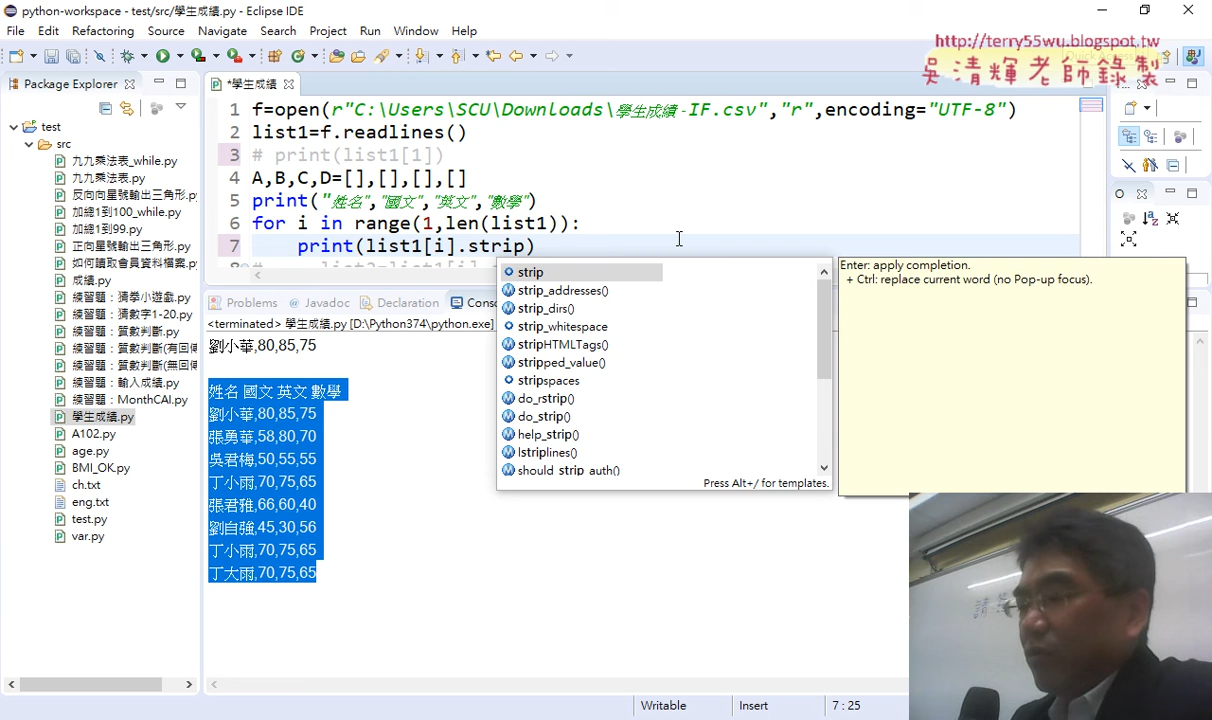 python-workspace - test/src/學生成績.py - Eclipse IDE
File Edit Refactoring Source Navigate Search Project Run Window Help
http://terry55wu.blogspot.tw
吳清輝老師錄製
Package Explorer
*學生成績
test
src
九九乘法表_while.py
九九乘法表.py
反向向星號輸出三角形.p
加總1到100_while.py
加總1到99.py
正向星號輸出三角形.py
如何讀取會員資料檔案.p
成績.py
練習題：猜拳小遊戲.py
練習題：猜數字1-20.py
練習題：質數判斷.py
練習題：質數判斷(有回傳
練習題：質數判斷(無回傳
練習題：輸入成績.py
練習題：MonthCAI.py
學生成績.py
A102.py
age.py
BMI_OK.py
ch.txt
eng.txt
test.py
var.py
1 f=open(r"C:\Users\SCU\Downloads\學生成績-IF.csv","r",encoding="UTF-8")
2 list1=f.readlines()
3 # print(list1[1])
4 A,B,C,D=[],[],[],[]
5 print("姓名","國文","英文","數學")
6 for i in range(1,len(list1)):
7 print(list1[i].strip)
Problems Javadoc Declaration Conso
<terminated> 學生成績.py [D:\Python374\python.exe]
劉小華,80,85,75
姓名 國文 英文 數學
劉小華,80,85,75
張勇華,58,80,70
吳君梅,50,55,55
丁小雨,70,75,65
張君雅,66,60,40
劉自強,45,30,56
丁小雨,70,75,65
丁大雨,70,75,65
strip
strip_addresses()
strip_dirs()
strip_whitespace
stripHTMLTags()
stripped_value()
stripspaces
do_rstrip()
do_strip()
help_strip()
lstriplines()
should_strip_auth()
Press Alt+/ for templates.
Enter: apply completion.
+ Ctrl: replace current word (no Pop-up focus).
Writable Insert 7 : 25